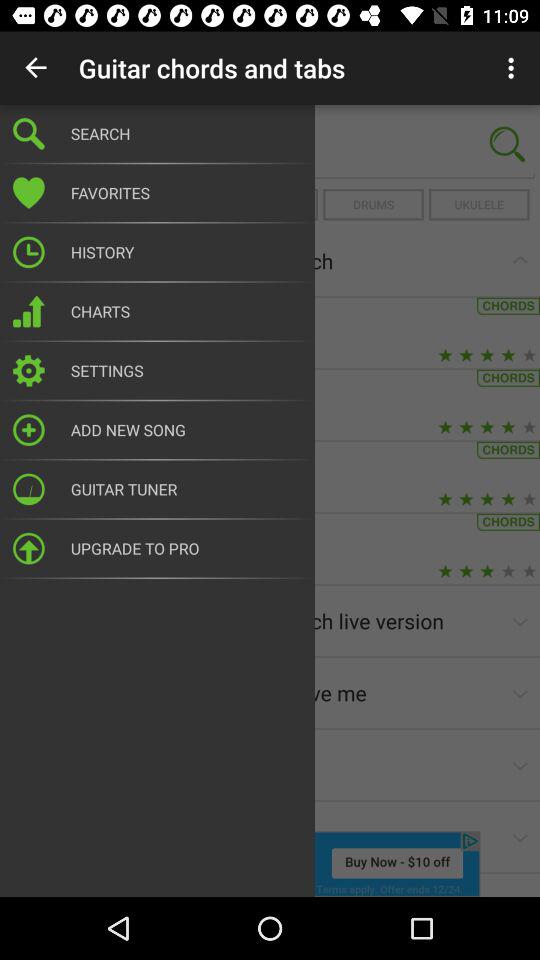 11:09
Guitar chords and tabs
SEARCH
FAVORITES
DRUMS
UKULELE
HISTORY
ch
CHARTS
CHORDS
SETTINGS
CHORDS
ADD NEW SONG
CHORDS
GUITAR TUNER
CHORDS
UPGRADE TO PRO
ch live version
ve me
Buy Now - $10 off
Terms apply. Offer ends 12/24.